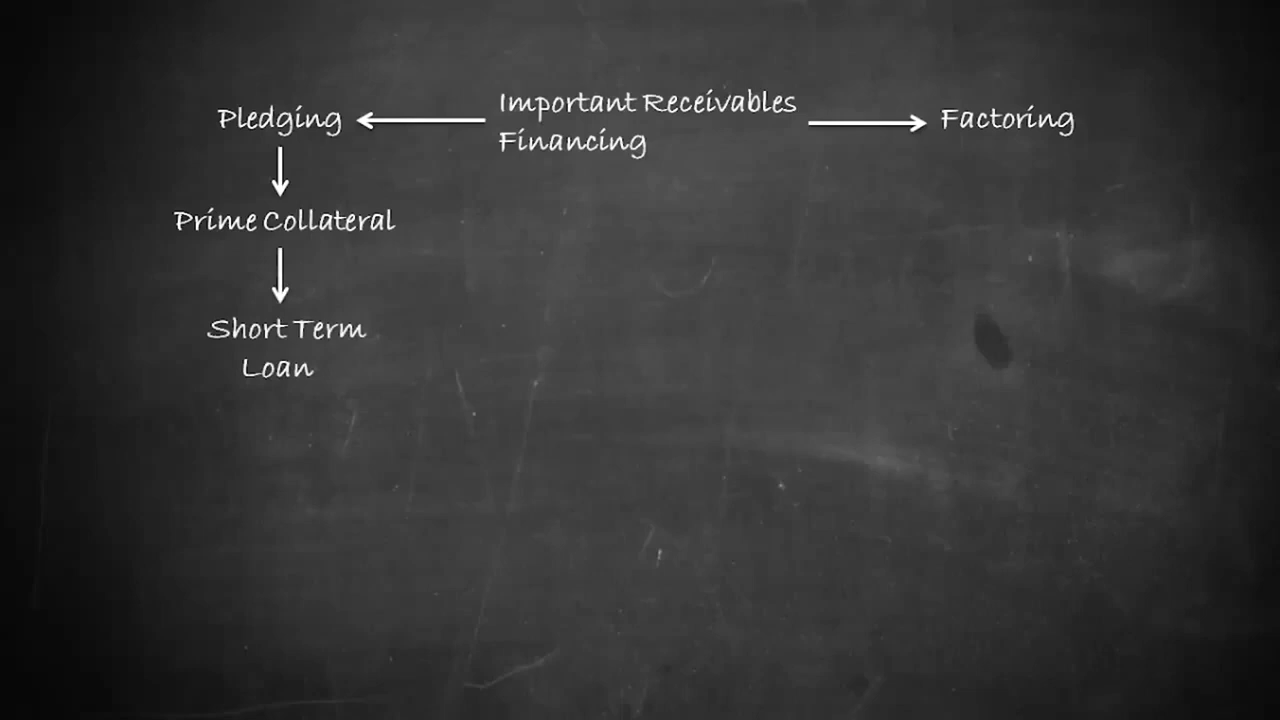 Pledging
Important Receivables
Financing
Factoring
Prime Collateral
Short Term
Loan